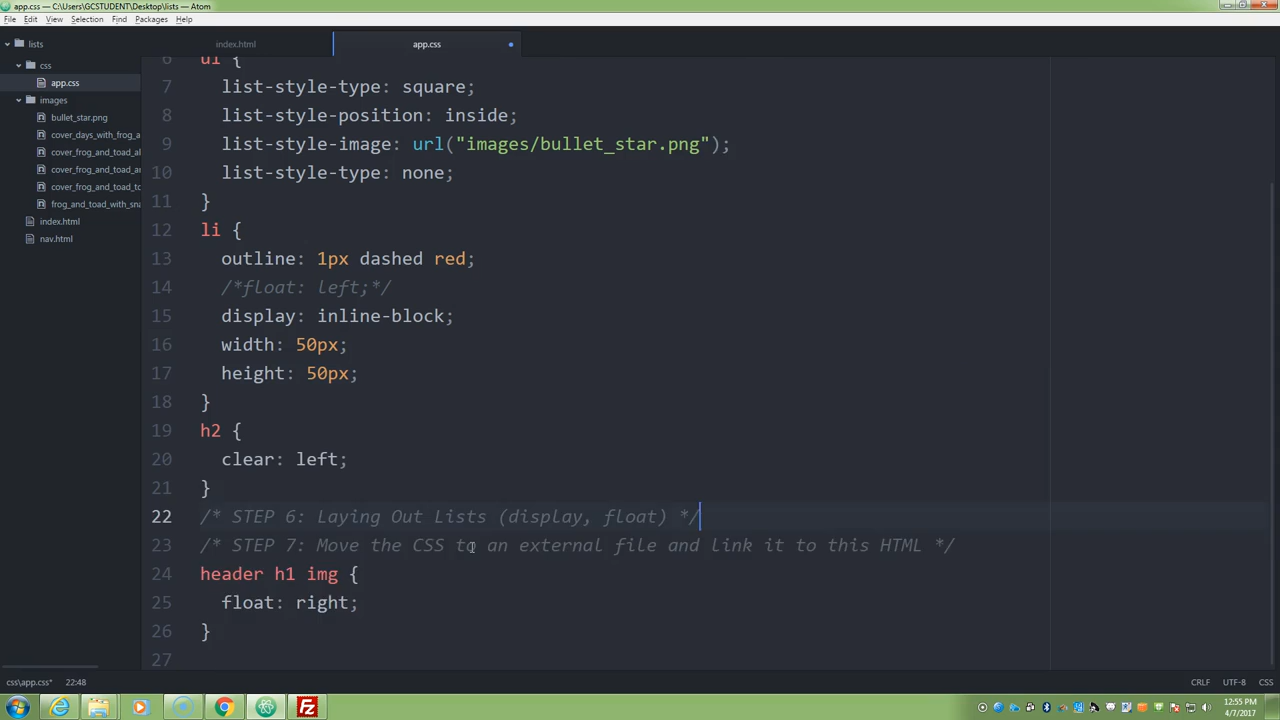 app.css - C:\Users\GCSTUDENT\Desktop\lists - Atom
File Edit View Selection Find Packages Help
lists
css
app.css
images
bullet_star.png
cover_days_with_frog_a
cover_frog_and_toad_al
cover_frog_and_toad_ar
cover_frog_and_toad_to
frog_and_toad_with_sna
index.html
nav.html
index.html app.css
6 ul {
7 list-style-type: square;
8 list-style-position: inside;
9 list-style-image: url("images/bullet_star.png");
10 list-style-type: none;
11 }
12 li {
13 outline: 1px dashed red;
14 /*float: left;*/
15 display: inline-block;
16 width: 50px;
17 height: 50px;
18 }
19 h2 {
20 clear: left;
21 }
22 /* STEP 6: Laying Out Lists (display, float) */
23 /* STEP 7: Move the CSS to an external file and link it to this HTML */
24 header h1 img {
25 float: right;
26 }
27
css\app.css* 22:48 CRLF UTF-8 CSS
12:55 PM
4/7/2017